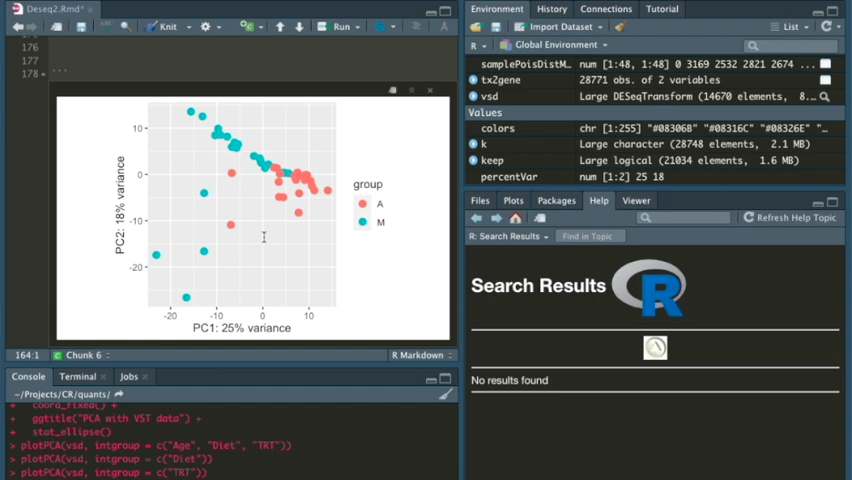 Deseq2.Rmd*
Knit
Run
177
178
10
0
-10
-20
PC2: 18% variance
-20 -10 0 10
PC1: 25% variance
group
A
M
164:1 Chunk 6 R Markdown
Console Terminal Jobs
~/Projects/CR/quants/
+ coord_fixed() +
+ ggtitle("PCA with VST data") +
+ stat_ellipse()
> plotPCA(vsd, intgroup = c("Age", "Diet", "TRT"))
> plotPCA(vsd, intgroup = c("Diet"))
> plotPCA(vsd, intgroup = c("TRT"))
Environment History Connections Tutorial
Import Dataset List
R Global Environment
samplePoisDistM... num [1:48, 1:48] 0 3169 2532 2821 2674 ...
tx2gene 28771 obs. of 2 variables
vsd Large DESeqTransform (14670 elements, 8...
Values
colors chr [1:255] "#08306B" "#08316C" "#08326E" "...
k Large character (28748 elements, 2.1 MB)
keep Large logical (21034 elements, 1.6 MB)
percentVar num [1:2] 25 18
Files Plots Packages Help Viewer
Refresh Help Topic
R: Search Results Find in Topic
Search Results R
No results found